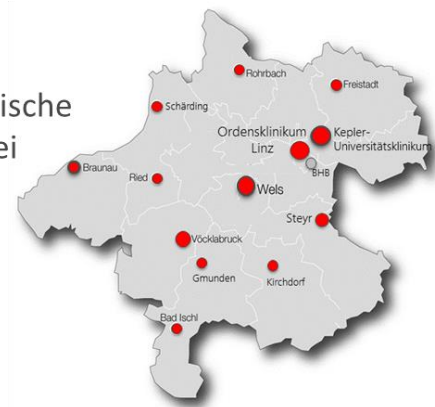 ische
ei
Rohrbach
Freistadt
Schärding
Ordensklinikum
Linz
Kepler-
Universitätsklinikum
BHB
Braunau
Ried
Wels
Steyr
Vöcklabruck
Gmunden
Kirchdorf
Bad Ischl